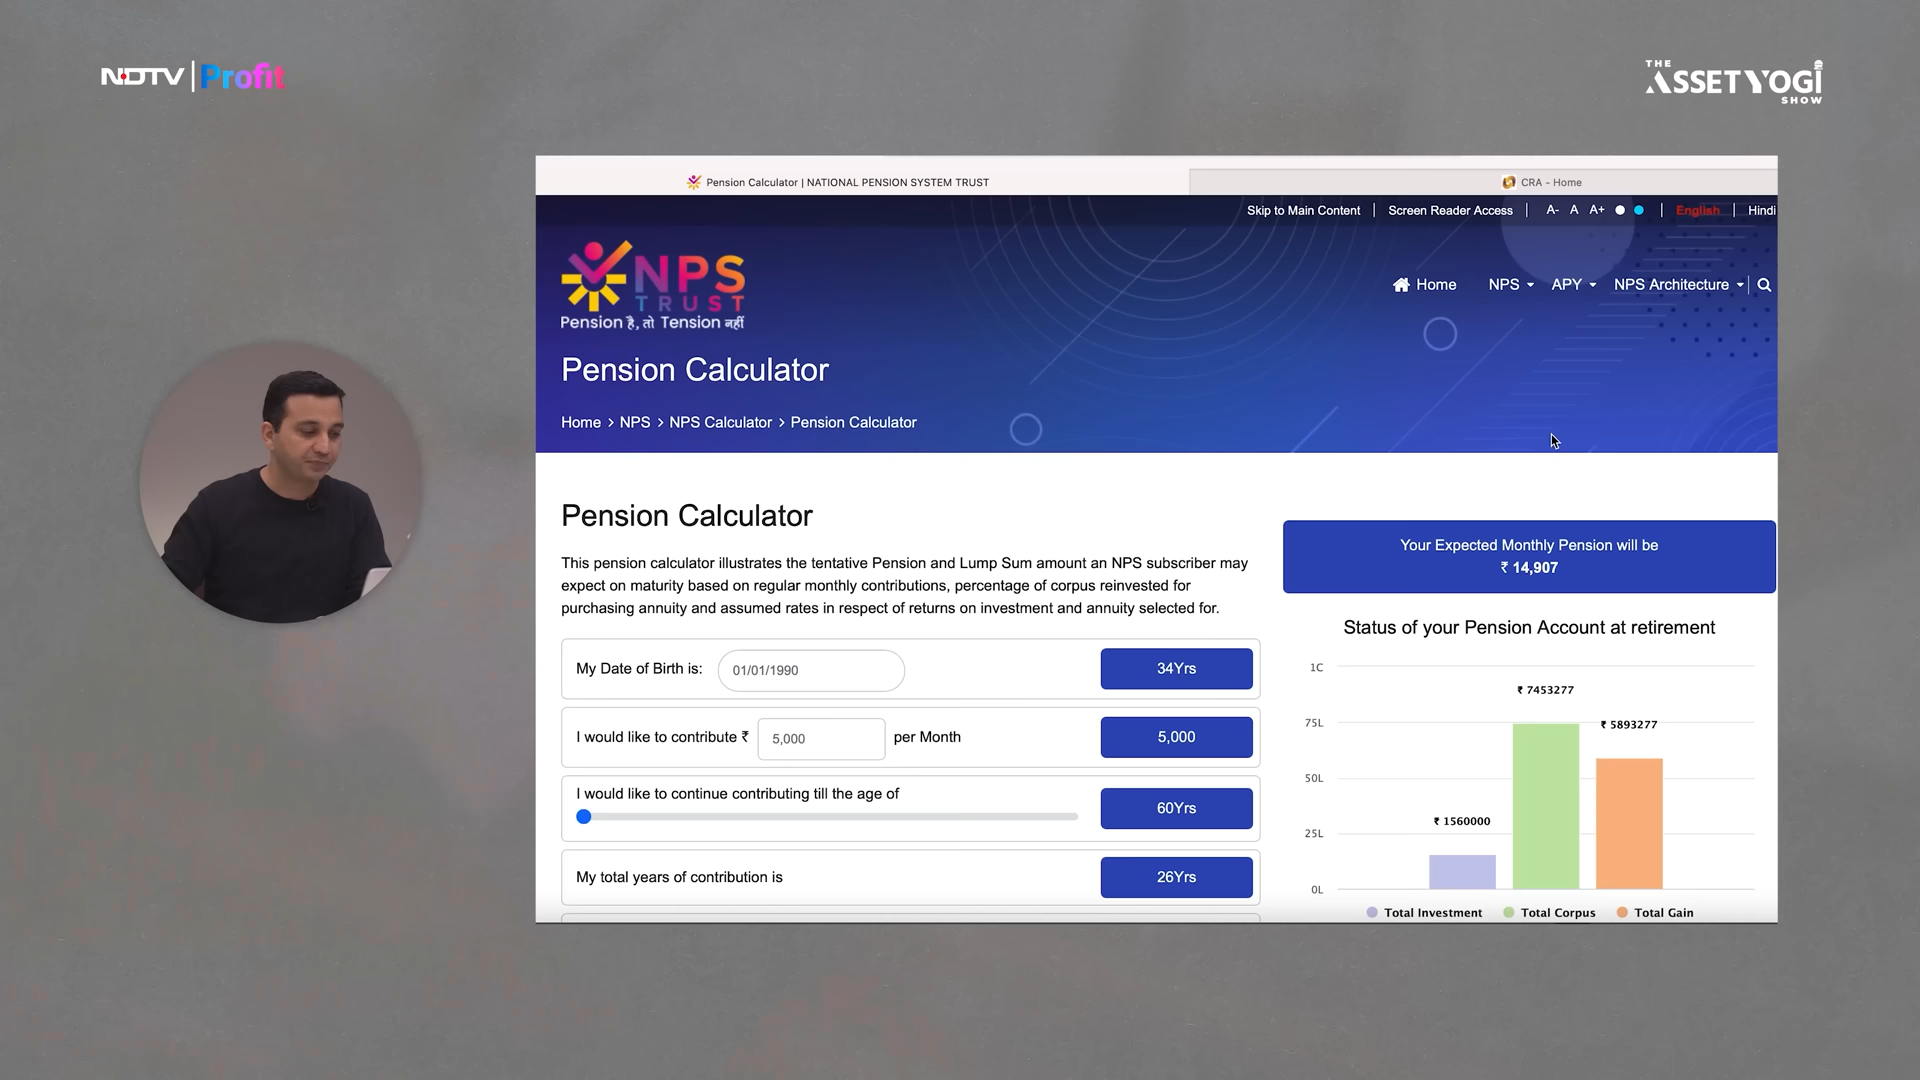 NDTV Profit
THE
ASSET YOGI
SHOW
Pension Calculator | NATIONAL PENSION SYSTEM TRUST
CRA - Home
Skip to Main Content | Screen Reader Access | A- A A+ | English | Hindi
NPS
TRUST
Pension है, तो Tension नहीं
Home NPS APY NPS Architecture
Pension Calculator
Home > NPS > NPS Calculator > Pension Calculator
Pension Calculator
This pension calculator illustrates the tentative Pension and Lump Sum amount an NPS subscriber may
expect on maturity based on regular monthly contributions, percentage of corpus reinvested for
purchasing annuity and assumed rates in respect of returns on investment and annuity selected for.
My Date of Birth is: 01/01/1990 34Yrs
I would like to contribute ₹ 5,000 per Month 5,000
I would like to continue contributing till the age of 60Yrs
My total years of contribution is 26Yrs
Your Expected Monthly Pension will be
₹ 14,907
Status of your Pension Account at retirement
1C
₹ 7453277
75L
₹ 5893277
50L
25L
₹ 1560000
0L
Total Investment Total Corpus Total Gain